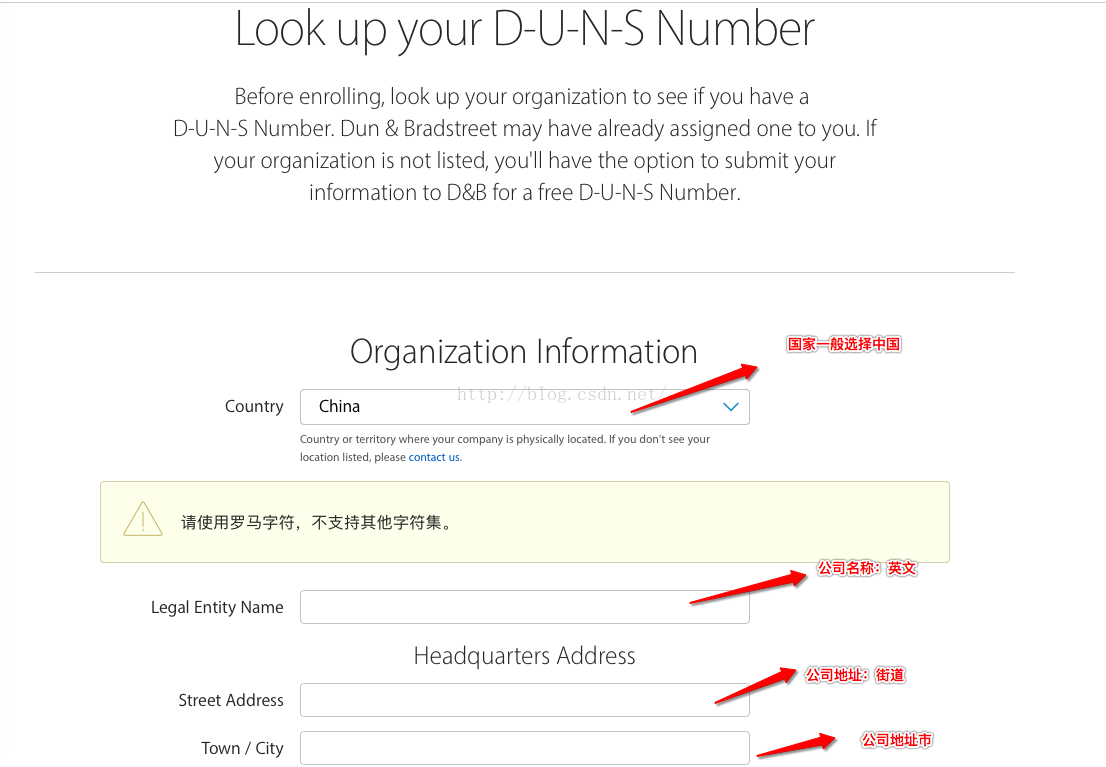 Look up your D-U-N-S Number
Before enrolling, look up your organization to see if you have a
D-U-N-S Number. Dun & Bradstreet may have already assigned one to you. If
your organization is not listed, you'll have the option to submit your
information to D&B for a free D-U-N-S Number.
Organization Information
国家一般选择中国
http://blog.csdn.net/
Country
China
Country or territory where your company is physically located. If you don't see your
location listed, please contact us.
请使用罗马字符，不支持其他字符集。
公司名称：英文
Legal Entity Name
Headquarters Address
公司地址：街道
Street Address
公司地址市
Town / City